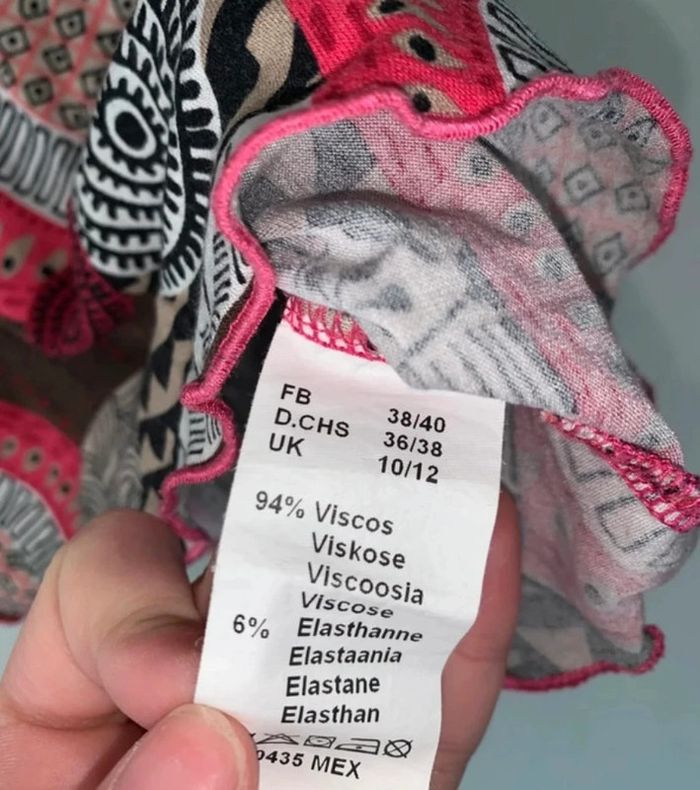 FB 38/40
D.CHS 36/38
UK 10/12
94% Viscos
Viskose
Viscoosia
Viscose
6% Elasthanne
Elastaania
Elastane
Elasthan
0435 MEX